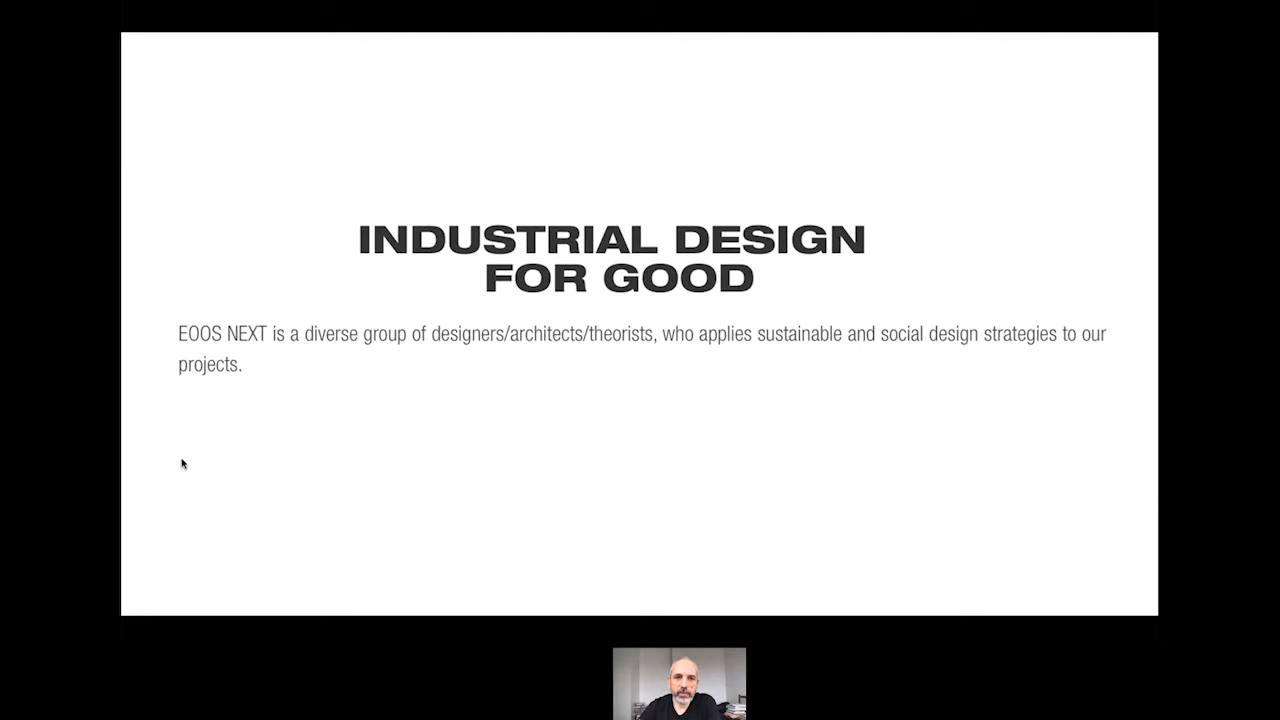 INDUSTRIAL DESIGN
FOR GOOD
EOOS NEXT is a diverse group of designers/architects/theorists, who applies sustainable and social design strategies to our
projects.